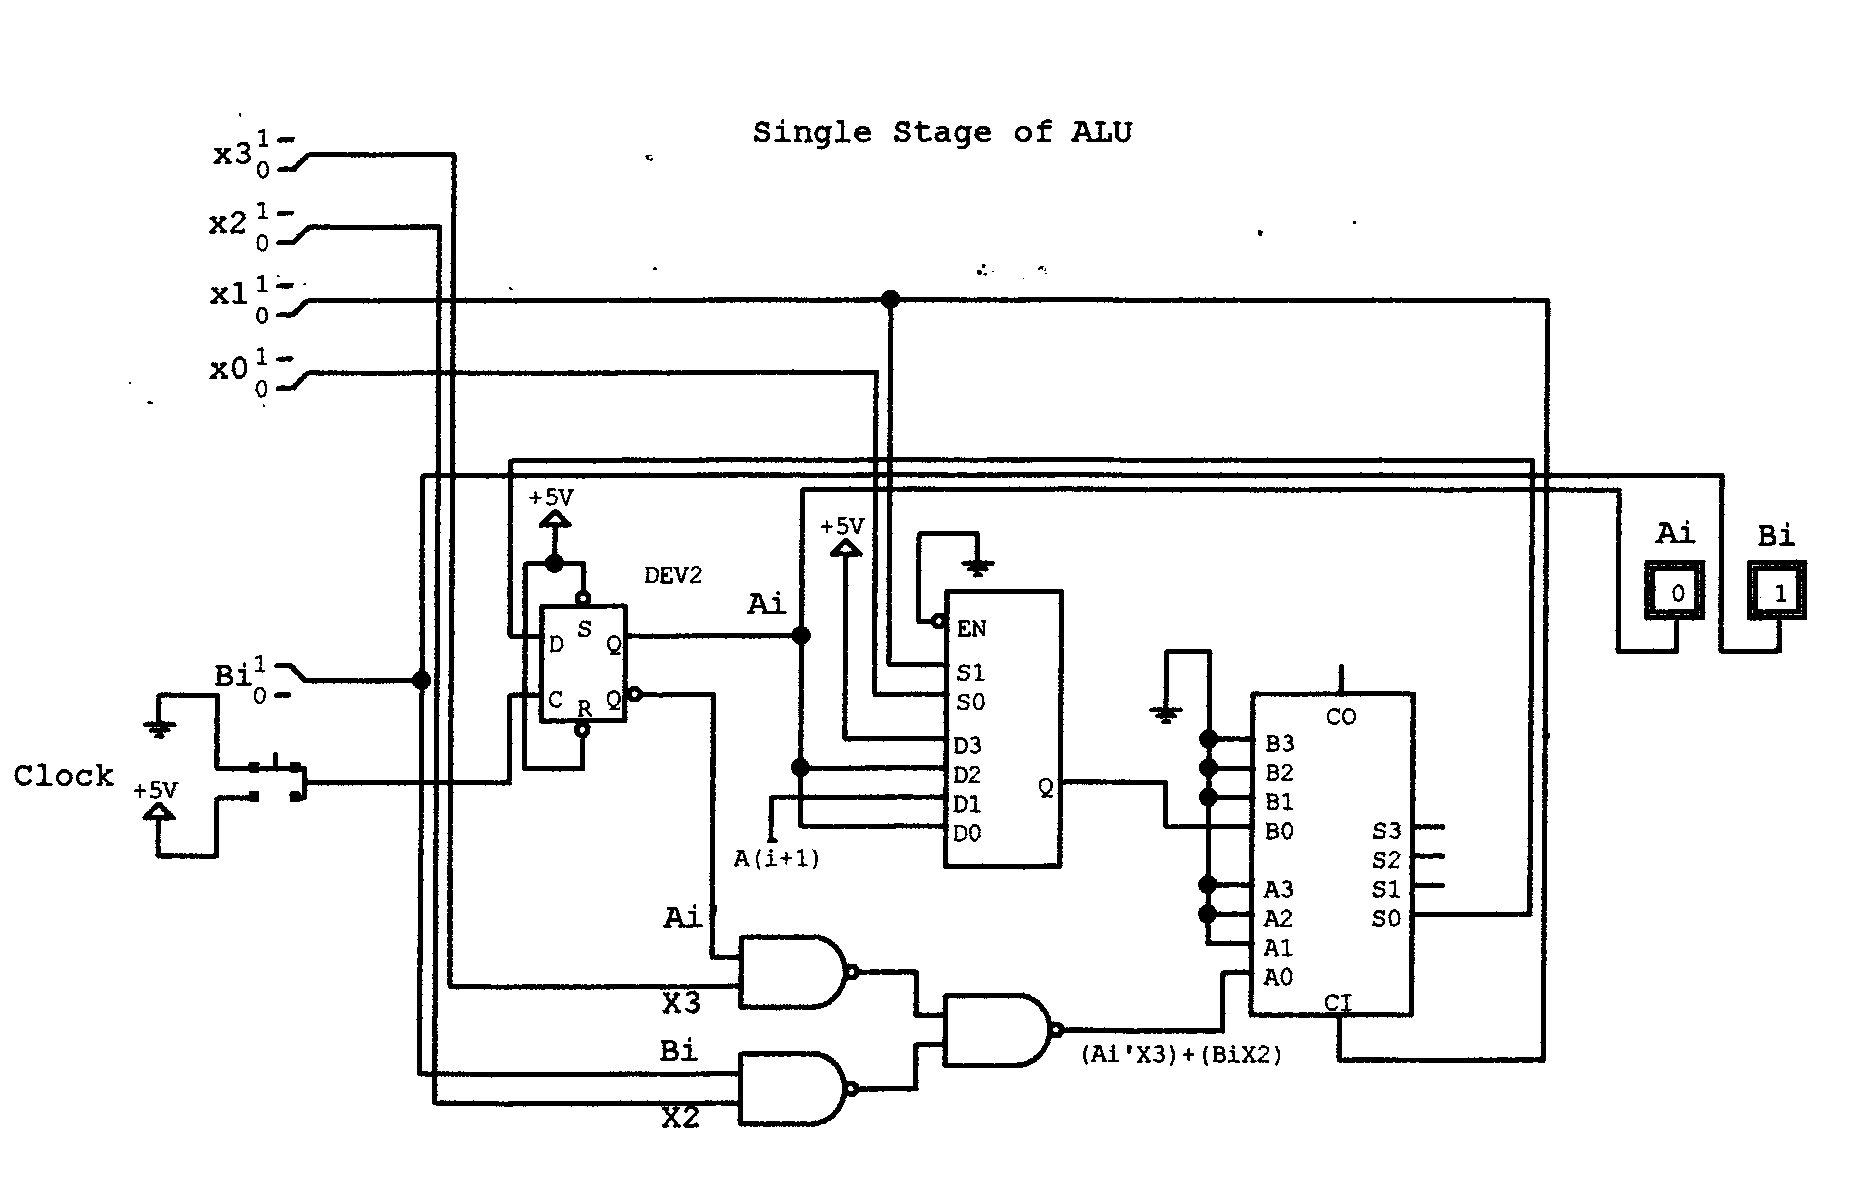 Single Stage of ALU
x3 1
0
x2 1
0
x1 1
0
x0 1
0
+5V
+5V
DEV2
Ai
Ai
Bi
0
1
S
D
Q
C
Q
R
EN
S1
S0
D3
D2
D1
D0
Q
A(i+1)
Bi 1
0
Clock
+5V
CO
B3
B2
B1
B0
A3
A2
A1
A0
CI
S3
S2
S1
S0
Ai
X3
Bi
X2
(Ai'X3)+(BiX2)